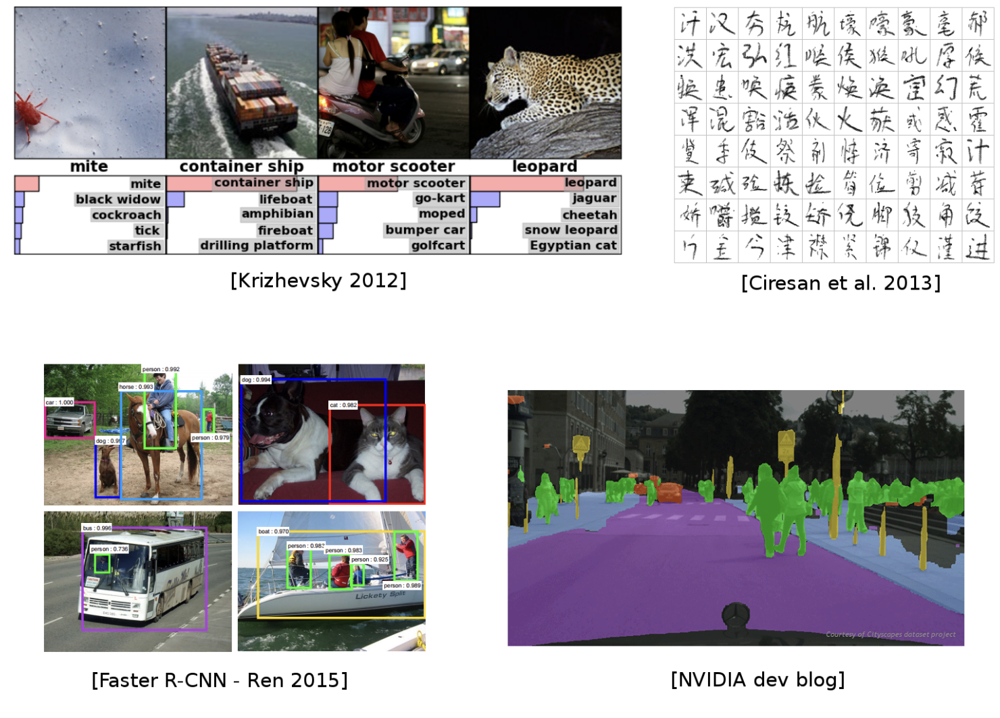 mite
container ship
motor scooter
leopard
mite
black widow
cockroach
tick
starfish
container ship
lifeboat
amphibian
fireboat
drilling platform
motor scooter
go-kart
moped
bumper car
golfcart
leopard
jaguar
cheetah
snow leopard
Egyptian cat
[Krizhevsky 2012]
汗汉夯杭航壕嚎豪毫郝
洪宏弘红喉侯猴吼厚候
换患唤痪豢焕涣宦幻荒
浑混豁活伙火获或惑霍
冀季伎祭剂悸济寄寂计
柬碱硷拣捡简俭剪减荐
娇嚼搅铰矫侥脚狡角饺
斤金今津襟紧锦仅谨进
[Ciresan et al. 2013]
person : 0.992
horse : 0.993
car : 1.000
dog : 0.997
person : 0.979
dog : 0.994
cat : 0.982
bus : 0.996
person : 0.736
boat : 0.970
person : 0.983
person : 0.983
person : 0.925
person : 0.989
Lickety Split
[Faster R-CNN - Ren 2015]
Courtesy of Cityscapes dataset project
[NVIDIA dev blog]